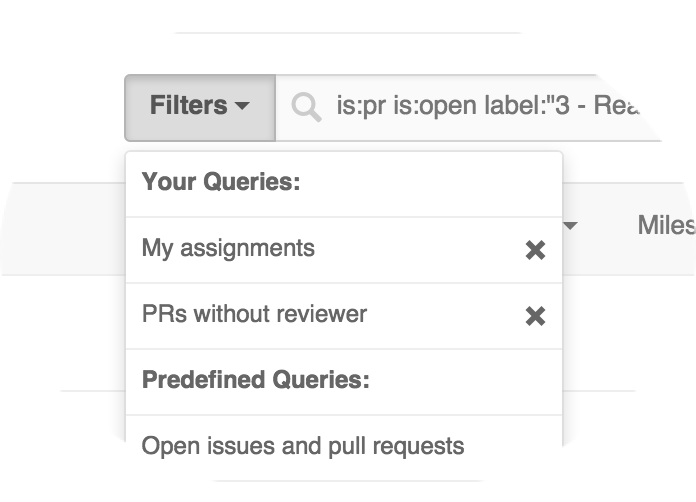 Filters
is:pr is:open label:"3 - Rea
Your Queries:
Miles
My assignments
PRs without reviewer
Predefined Queries:
Open issues and pull requests